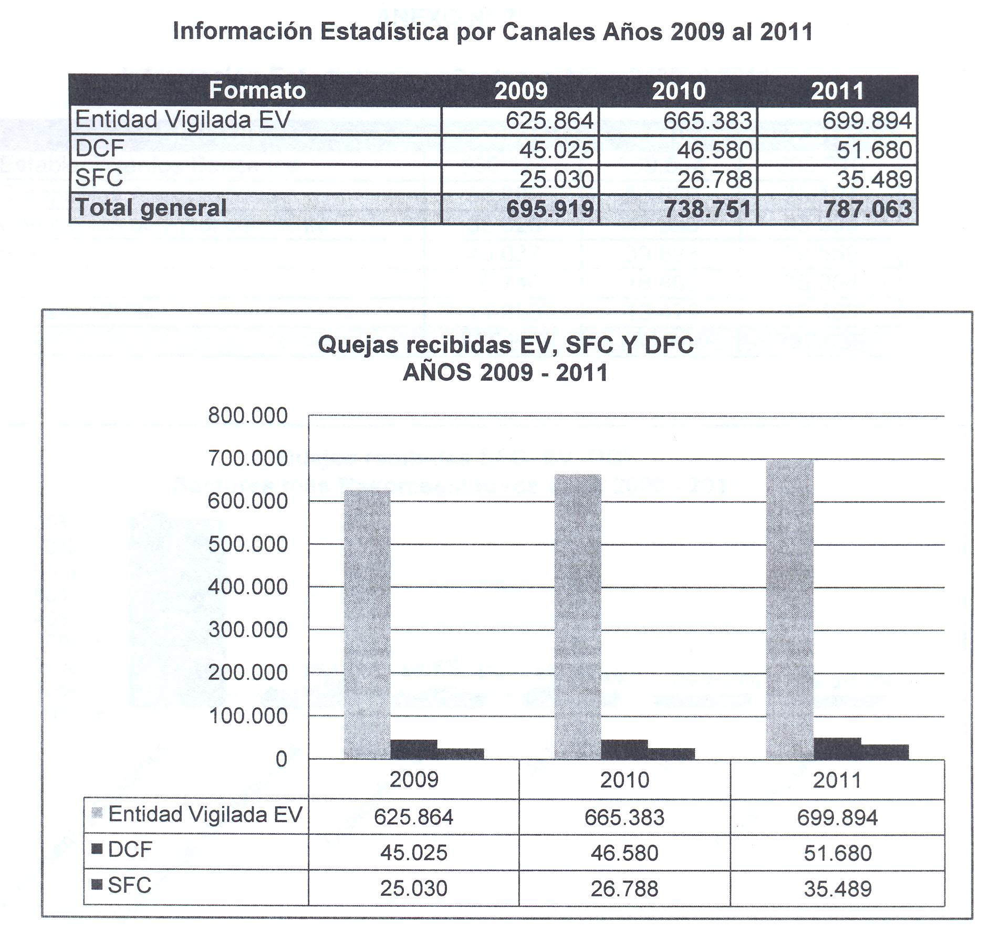 Información Estadística por Canales Años 2009 al 2011
Formato 2009 2010 2011
Entidad Vigilada EV 625.864 665.383 699.894
DCF 45.025 46.580 51.680
SFC 25.030 26.788 35.489
Total general 695.919 738.751 787.063
Quejas recibidas EV, SFC Y DFC
AÑOS 2009 - 2011
800.000
700.000
600.000
500.000
400.000
300.000
200.000
100.000
0
2009 2010 2011
Entidad Vigilada EV 625.864 665.383 699.894
DCF 45.025 46.580 51.680
SFC 25.030 26.788 35.489